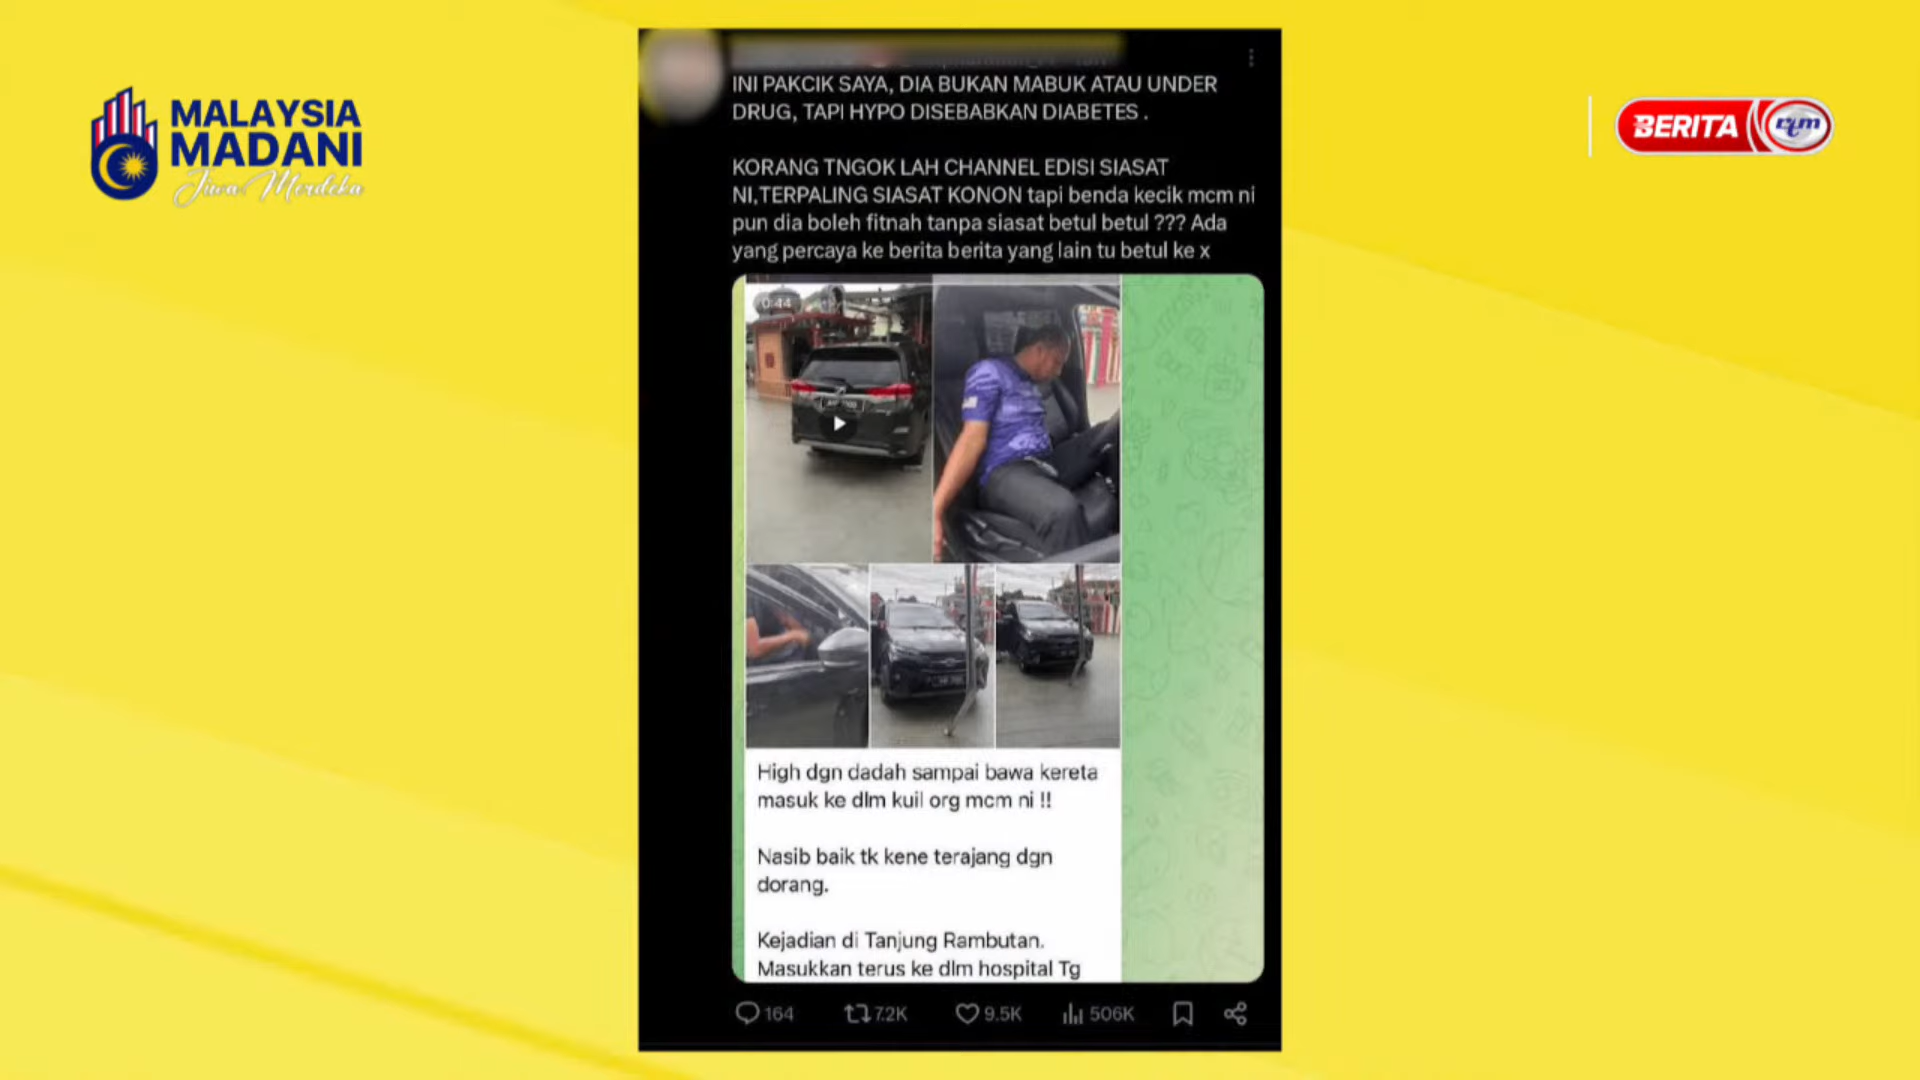 MALAYSIA
MADANI
Jiwa Merdeka
BERITA rtm
INI PAKCIK SAYA, DIA BUKAN MABUK ATAU UNDER
DRUG, TAPI HYPO DISEBABKAN DIABETES .
KORANG TNGOK LAH CHANNEL EDISI SIASAT
NI,TERPALING SIASAT KONON tapi benda kecik mcm ni
pun dia boleh fitnah tanpa siasat betul betul ??? Ada
yang percaya ke berita berita yang lain tu betul ke x
0:44
High dgn dadah sampai bawa kereta
masuk ke dlm kuil org mcm ni !!
Nasib baik tk kene terajang dgn
dorang.
Kejadian di Tanjung Rambutan.
Masukkan terus ke dlm hospital Tg
164 7.2K 9.5K 506K